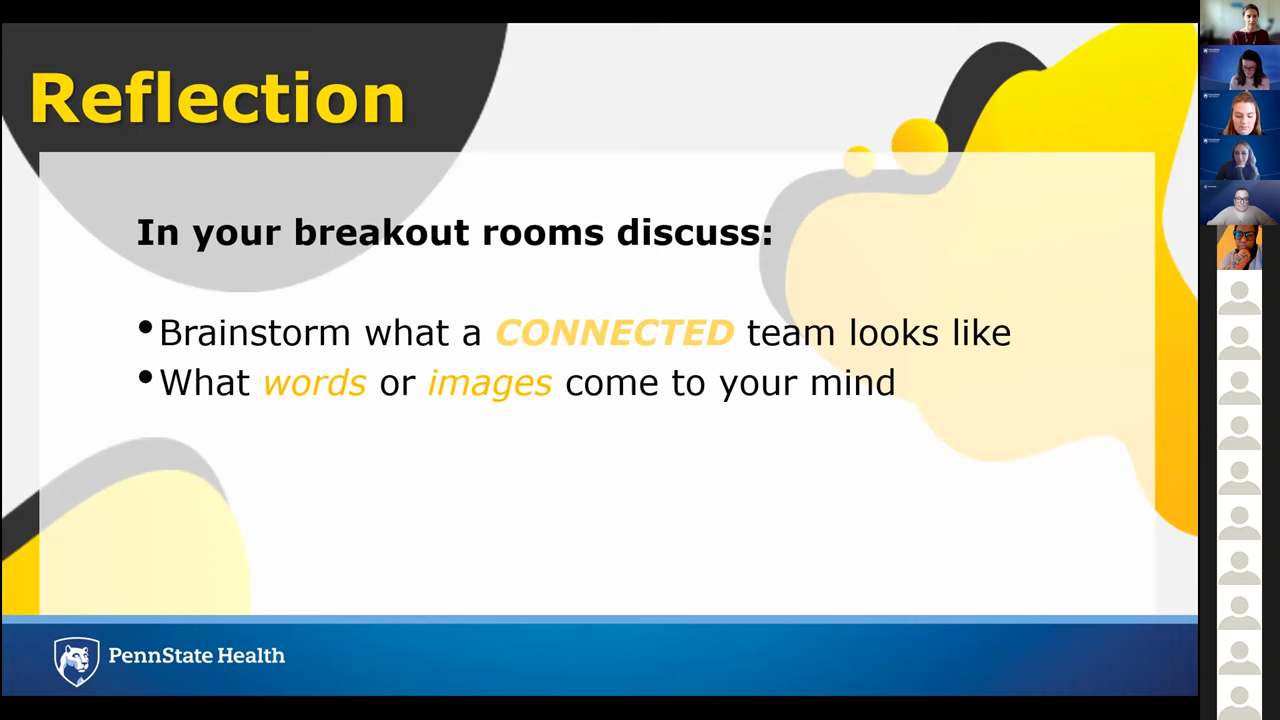 Reflection
In your breakout rooms discuss:
•Brainstorm what a CONNECTED team looks like
•What words or images come to your mind
PennState Health